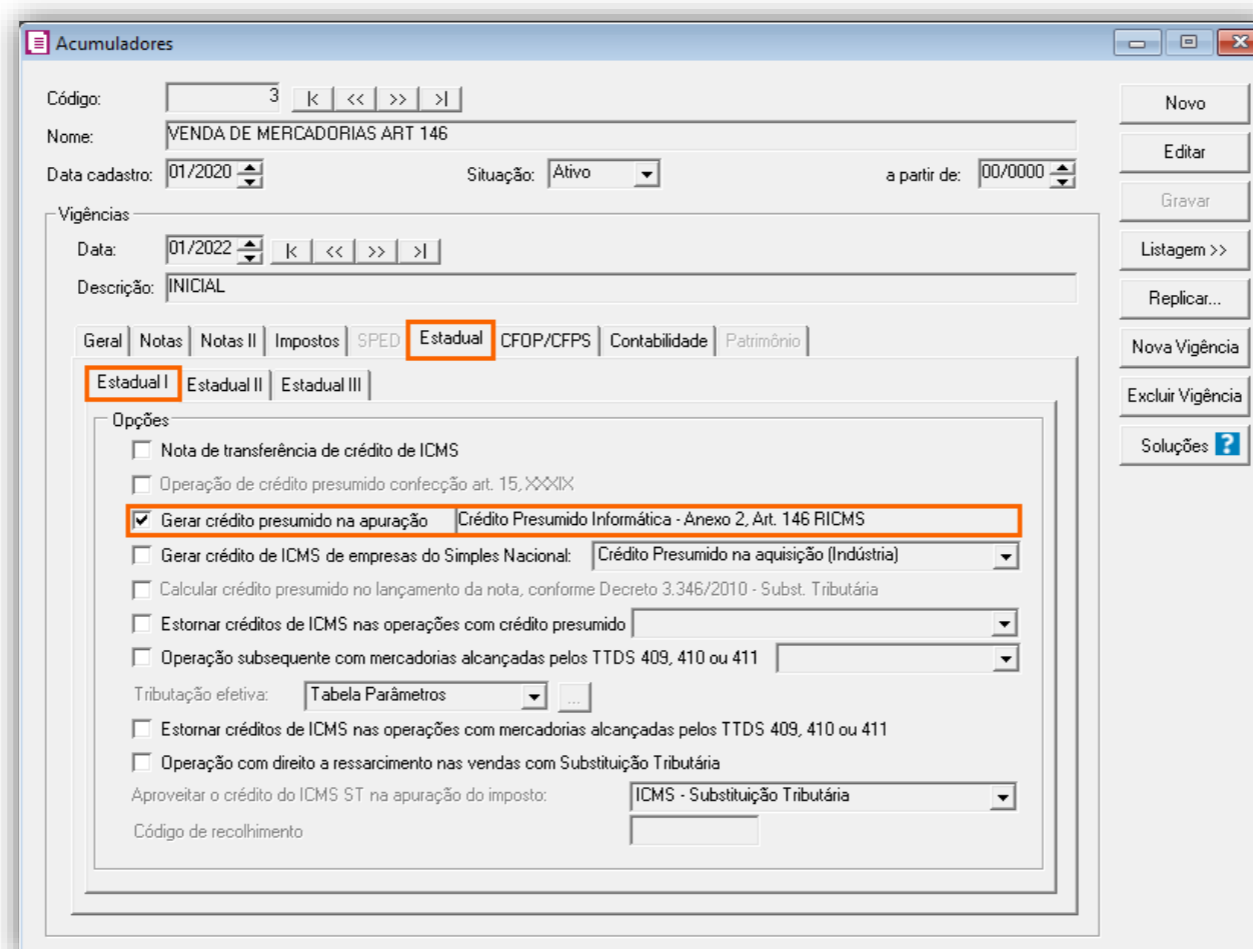 Acumuladores
Código: 3 |< << >> >|
Novo
Nome: VENDA DE MERCADORIAS ART 146
Editar
Data cadastro: 01/2020 Situação: Ativo a partir de: 00/0000
Gravar
Vigências
Data: 01/2022 |< << >> >|
Listagem >>
Descrição: INICIAL
Replicar...
Geral Notas Notas II Impostos SPED Estadual CFOP/CFPS Contabilidade Patrimônio
Nova Vigência
Estadual I Estadual II Estadual III
Excluir Vigência
Opções
Nota de transferência de crédito de ICMS
Soluções ?
Operação de crédito presumido confecção art. 15, XXXIX
Gerar crédito presumido na apuração Crédito Presumido Informática - Anexo 2, Art. 146 RICMS
Gerar crédito de ICMS de empresas do Simples Nacional: Crédito Presumido na aquisição (Indústria)
Calcular crédito presumido no lançamento da nota, conforme Decreto 3.346/2010 - Subst. Tributária
Estornar créditos de ICMS nas operações com crédito presumido
Operação subsequente com mercadorias alcançadas pelos TTDS 409, 410 ou 411
Tributação efetiva: Tabela Parâmetros ...
Estornar créditos de ICMS nas operações com mercadorias alcançadas pelos TTDS 409, 410 ou 411
Operação com direito a ressarcimento nas vendas com Substituição Tributária
Aproveitar o crédito do ICMS ST na apuração do imposto: ICMS - Substituição Tributária
Código de recolhimento